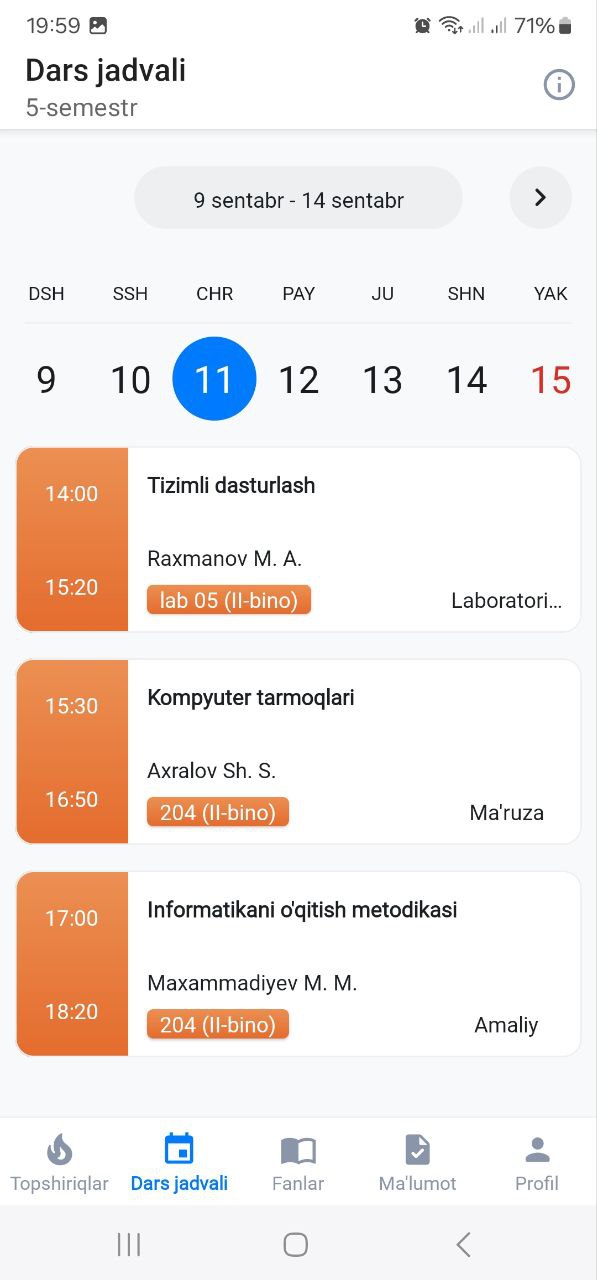 19:59 71%
Dars jadvali
5-semestr
9 sentabr - 14 sentabr
DSH SSH CHR PAY JU SHN YAK
9 10 11 12 13 14 15
14:00 Tizimli dasturlash
Raxmanov M. A.
15:20 lab 05 (II-bino) Laboratori...
15:30 Kompyuter tarmoqlari
Axralov Sh. S.
16:50 204 (II-bino) Ma'ruza
17:00 Informatikani o'qitish metodikasi
Maxammadiyev M. M.
18:20 204 (II-bino) Amaliy
Topshiriqlar Dars jadvali Fanlar Ma'lumot Profil